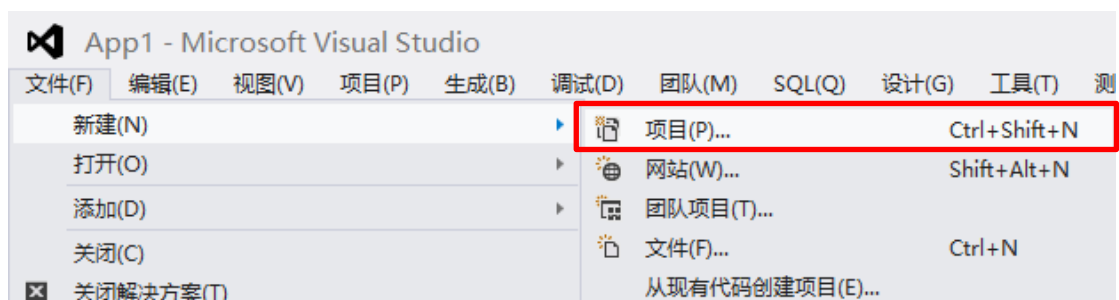 App1 - Microsoft Visual Studio
文件(F) 编辑(E) 视图(V) 项目(P) 生成(B) 调试(D) 团队(M) SQL(Q) 设计(G) 工具(T) 测
新建(N)
打开(O)
添加(D)
关闭(C)
关闭解决方案(T)
项目(P)... Ctrl+Shift+N
网站(W)... Shift+Alt+N
团队项目(T)...
文件(F)... Ctrl+N
从现有代码创建项目(E)...